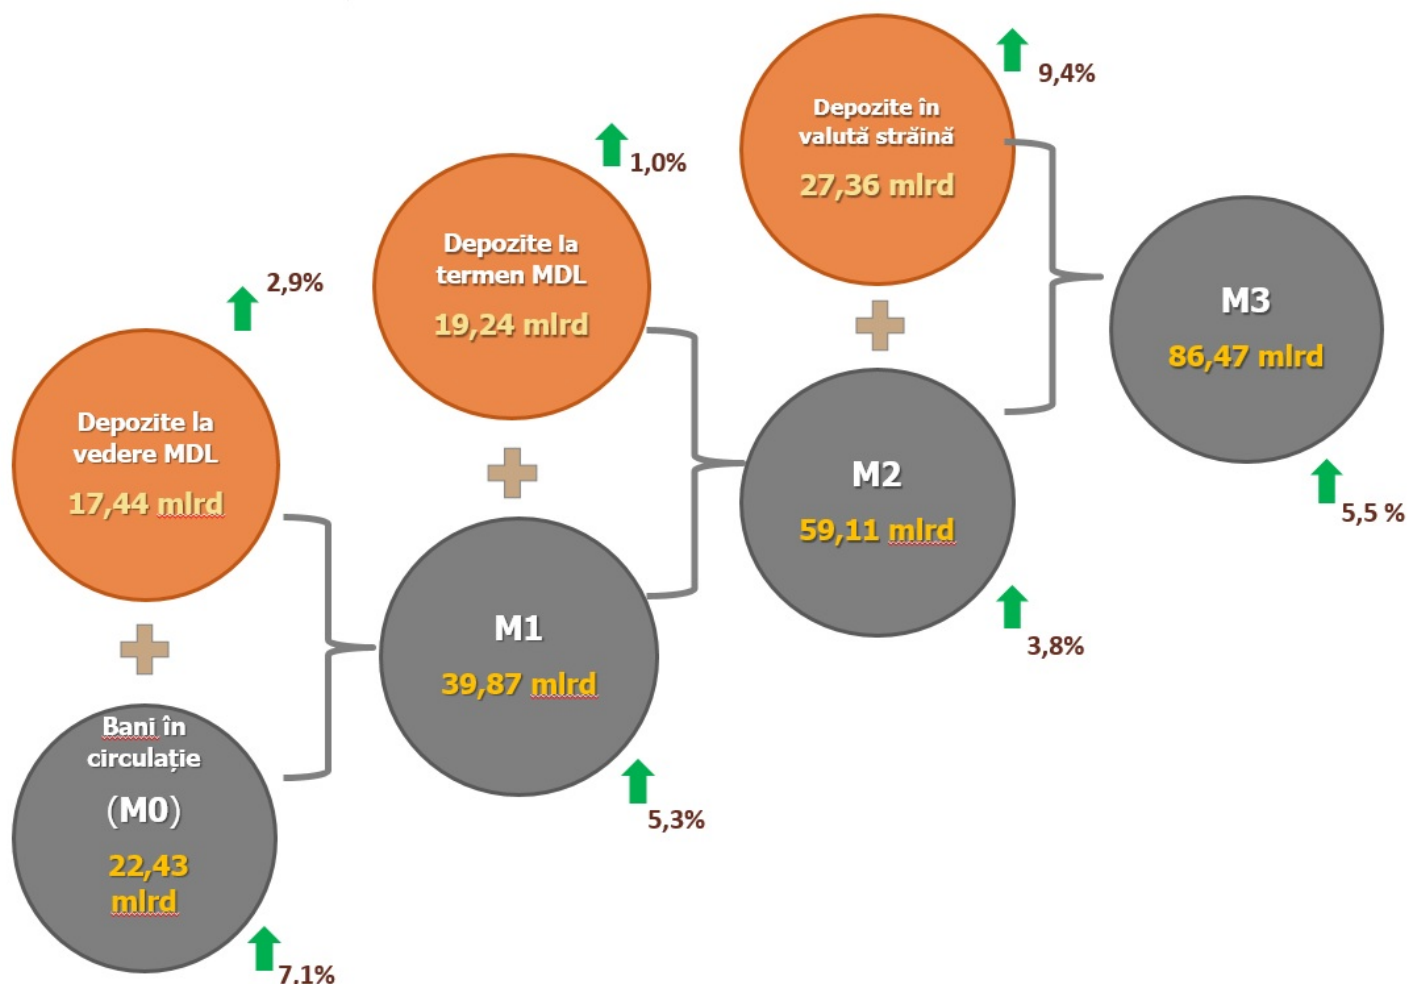 2,9%
Depozite la
vedere MDL
17,44 mlrd
Bani în
circulație
(M0)
22,43
mlrd
7,1%
1,0%
Depozite la
termen MDL
19,24 mlrd
M1
39,87 mlrd
5,3%
9,4%
Depozite în
valută străină
27,36 mlrd
M2
59,11 mlrd
3,8%
M3
86,47 mlrd
5,5 %